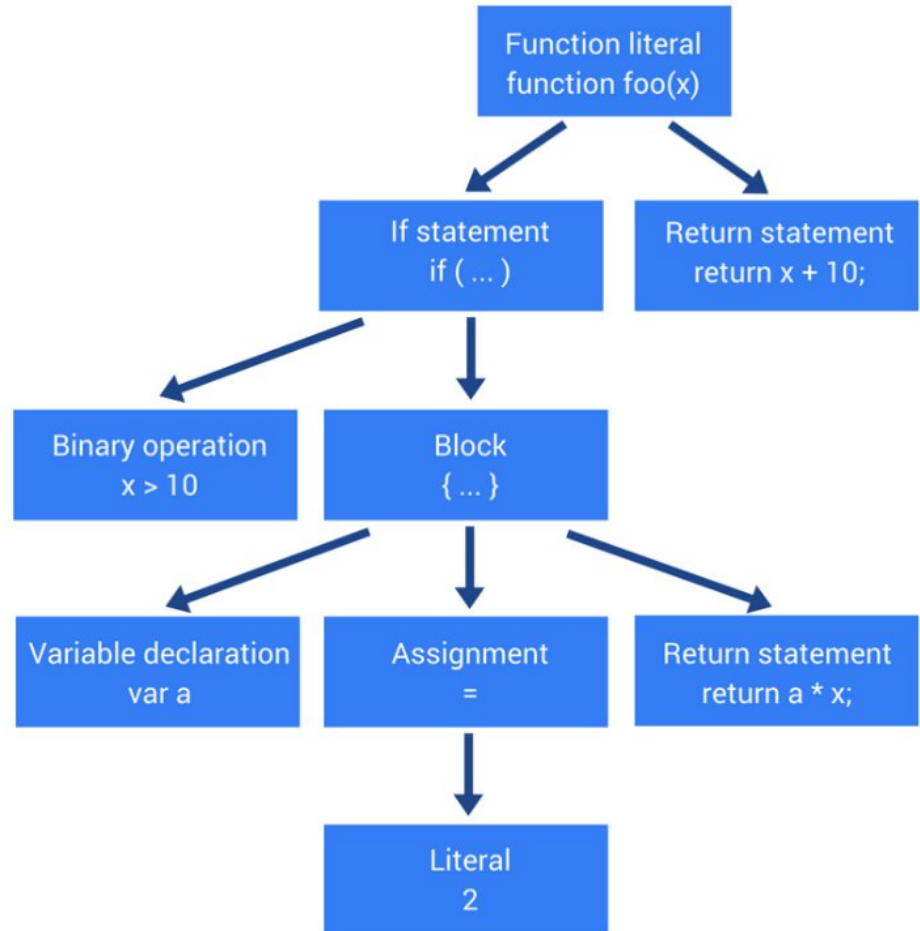 Function literal
function foo(x)
If statement
if ( ... )
Return statement
return x + 10;
Binary operation
x > 10
Block
{ ... }
Variable declaration
var a
Assignment
=
Return statement
return a * x;
Literal
2